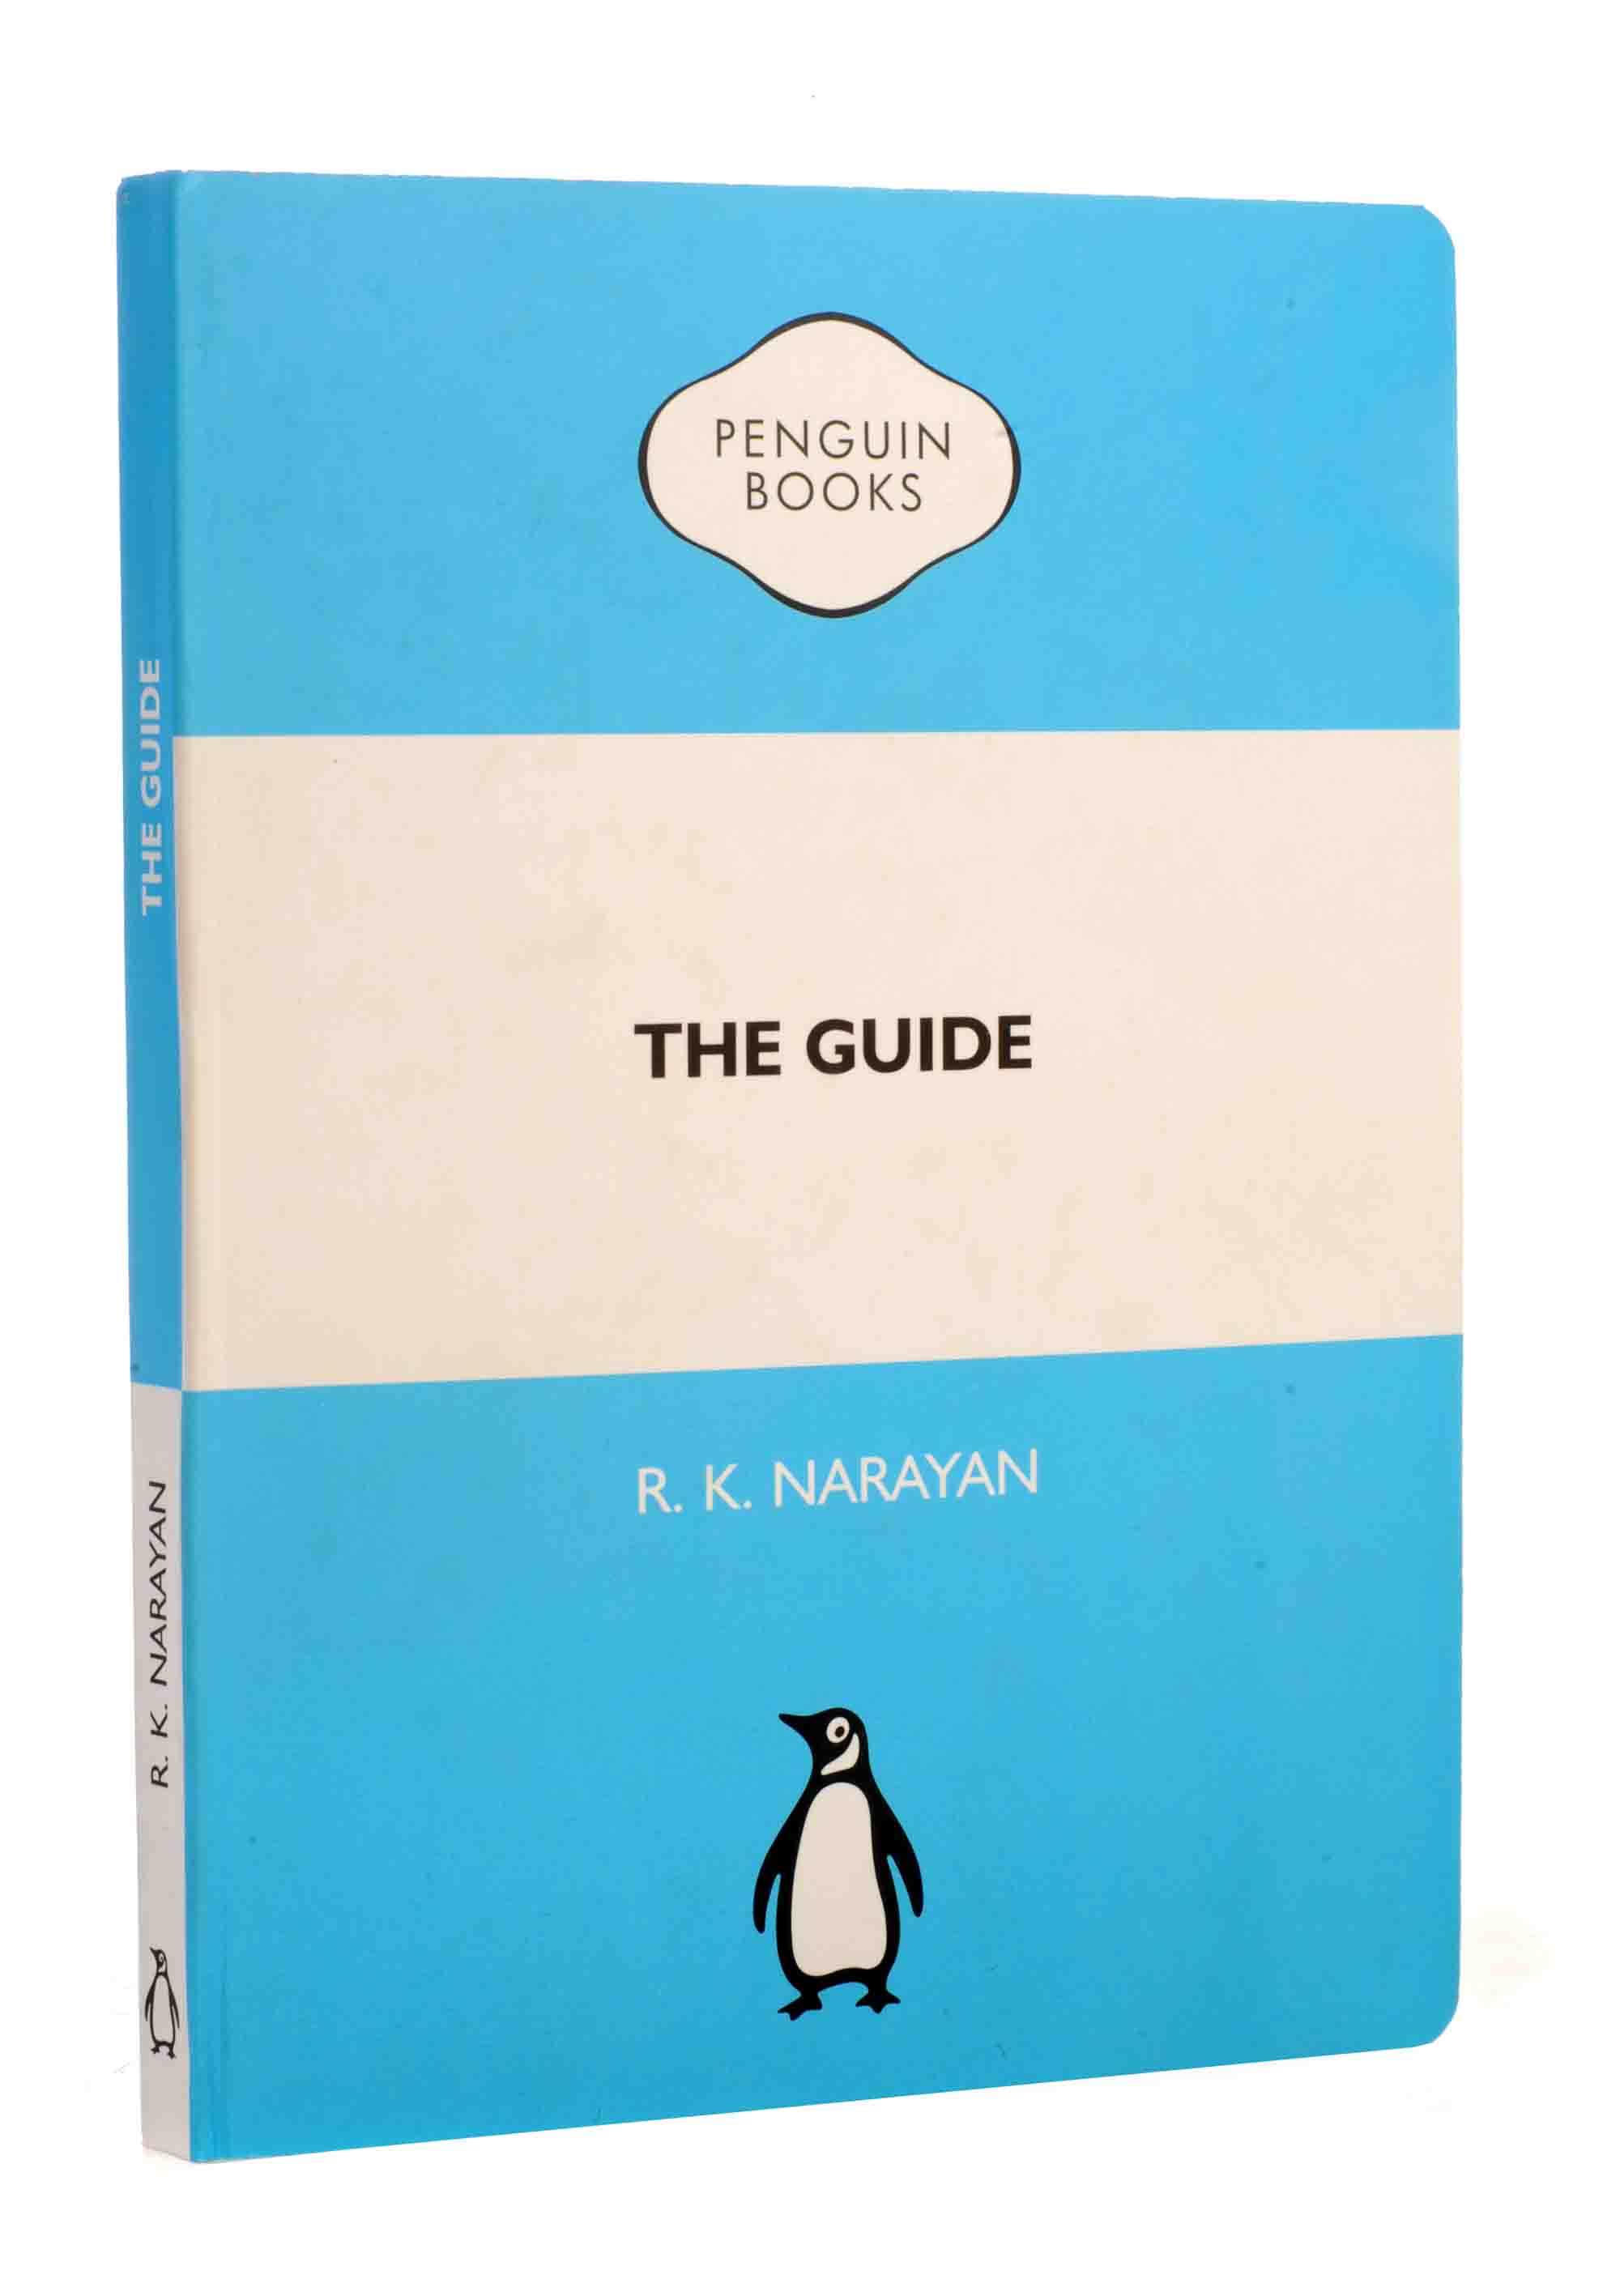 PENGUIN
BOOKS
THE GUIDE
R. K. NARAYAN
THE GUIDE
R. K. NARAYAN